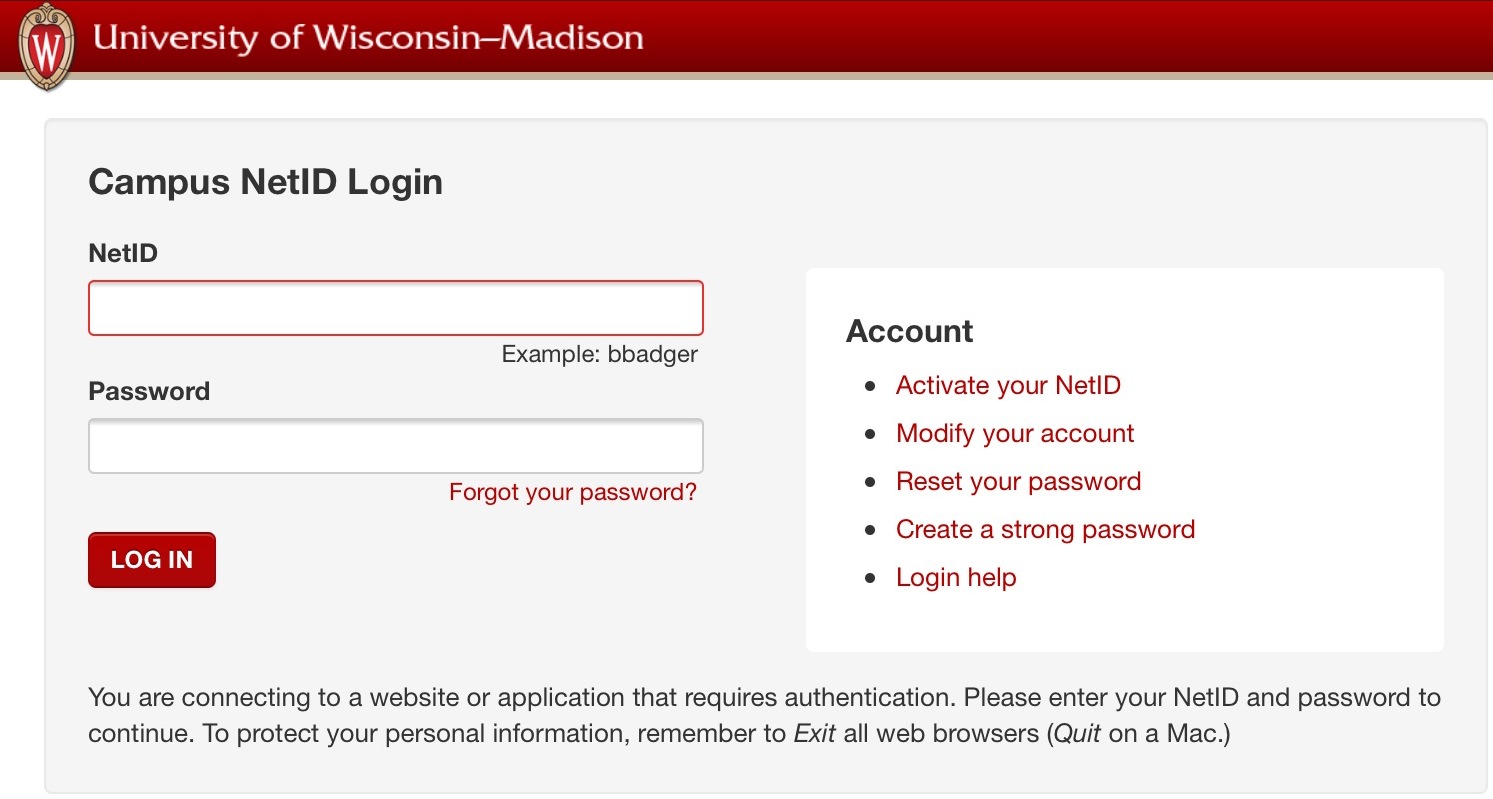 W
University of Wisconsin–Madison
Campus NetID Login
NetID
Example: bbadger
Password
Forgot your password?
LOG IN
Account
Activate your NetID
Modify your account
Reset your password
Create a strong password
Login help
You are connecting to a website or application that requires authentication. Please enter your NetID and password to
continue. To protect your personal information, remember to Exit all web browsers (Quit on a Mac.)